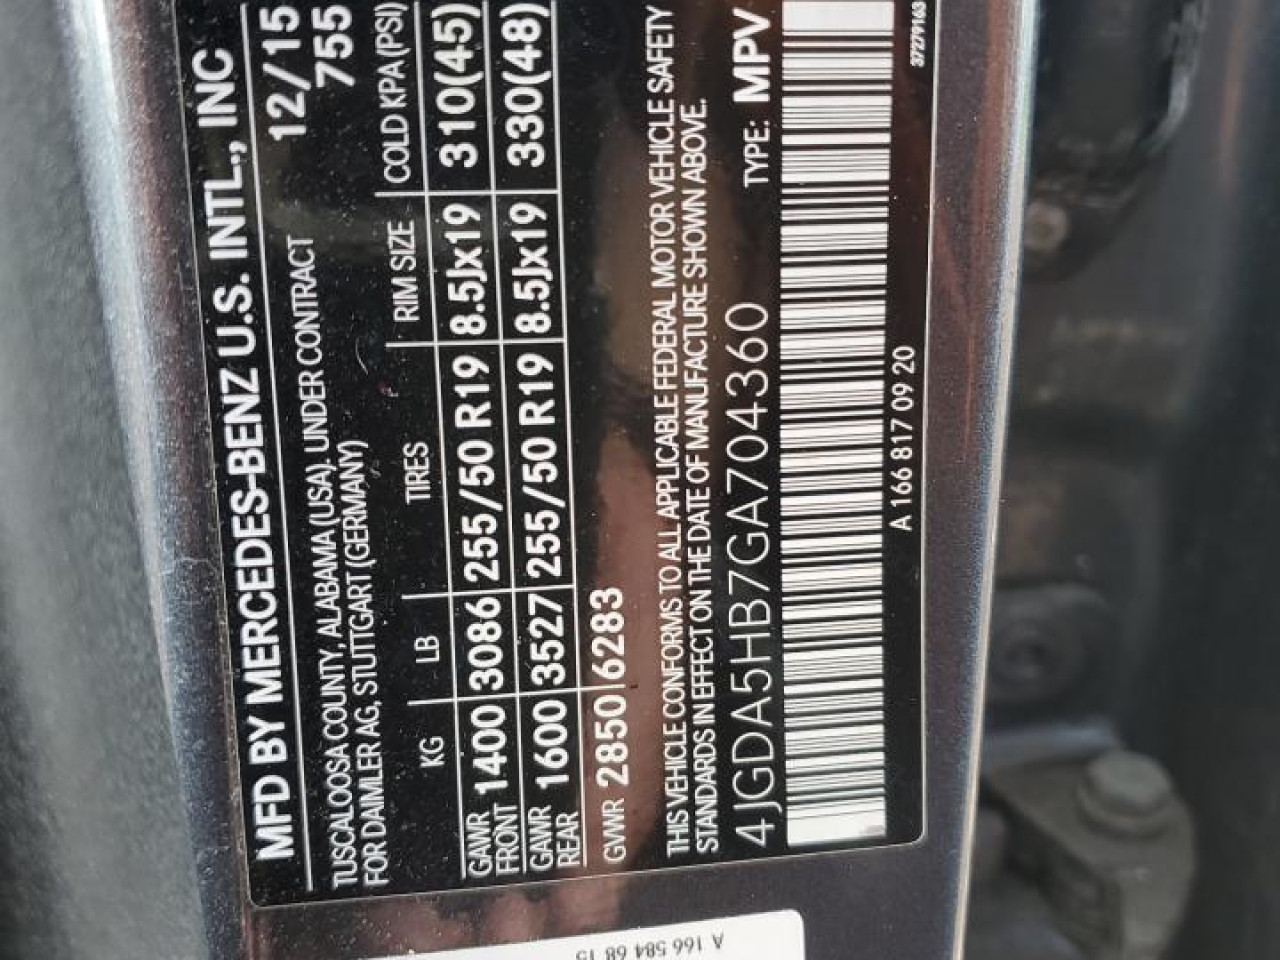 MFD BY MERCEDES-BENZ U.S. INTL., INC
12/15
TUSCALOOSA COUNTY, ALABAMA (USA). UNDER CONTRACT 755
FOR DAIMLER AG, STUTTGART (GERMANY)
KG LB TIRES RIM SIZE COLD KPA (PSI)
GAWR FRONT 1400 3086 255/50 R19 8.5Jx19 310(45)
GAWR REAR 1600 3527 255/50 R19 8.5Jx19 330(48)
GVWR 2850 6283
THIS VEHICLE CONFORMS TO ALL APPLICABLE FEDERAL MOTOR VEHICLE SAFETY
STANDARDS IN EFFECT ON THE DATE OF MANUFACTURE SHOWN ABOVE.
4JGDA5HB7GA704360 TYPE: MPV
A 166 817 09 20 37279163
A 166 584 68 15